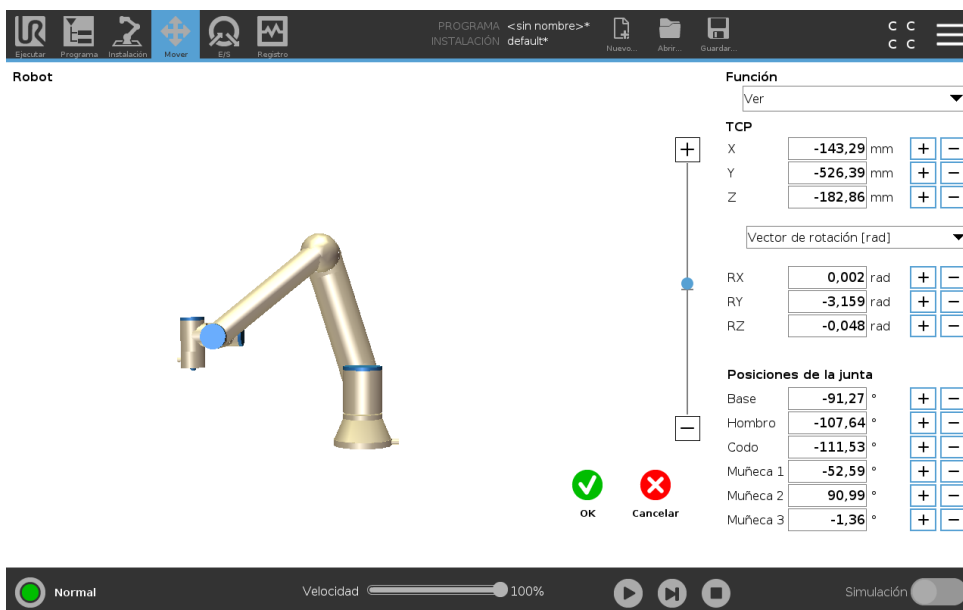 UR
Ejecutar
Programa
Instalación
Mover
E/S
Registro
PROGRAMA <sin nombre>*
INSTALACIÓN default*
Nuevo...
Abrir...
Guardar...
C C
C C
Robot
Función
Ver
TCP
X -143,29 mm + −
Y -526,39 mm + −
Z -182,86 mm + −
Vector de rotación [rad]
RX 0,002 rad + −
RY -3,159 rad + −
RZ -0,048 rad + −
Posiciones de la junta
Base -91,27 ° + −
Hombro -107,64 ° + −
Codo -111,53 ° + −
Muñeca 1 -52,59 ° + −
Muñeca 2 90,99 ° + −
Muñeca 3 -1,36 ° + −
+
−
OK
Cancelar
Normal
Velocidad 100%
Simulación